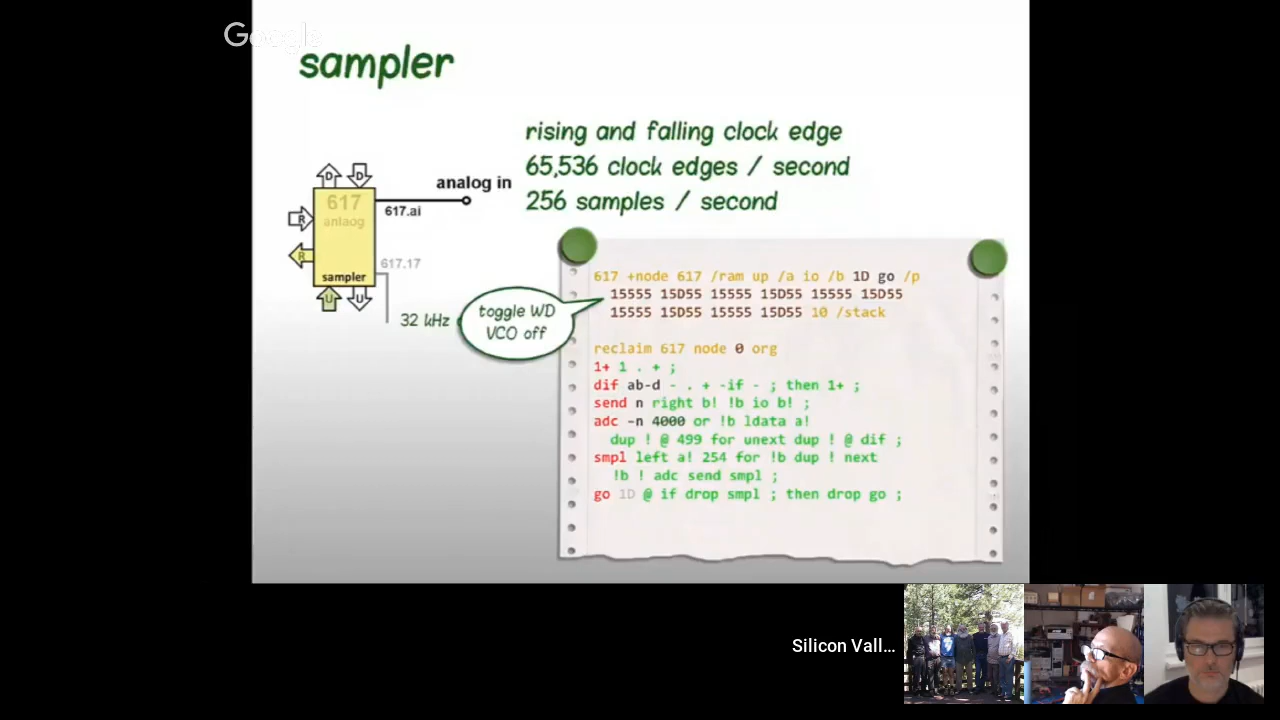 Google
sampler
rising and falling clock edge
65,536 clock edges / second
256 samples / second
analog in
D D
617
anlaog
617.ai
R
R
617.17
sampler
U U
32 kHz
toggle WD
VCO off
617 +node 617 /ram up /a io /b 1D go /p
15555 15D55 15555 15D55 15555 15D55
15555 15D55 15555 15D55 10 /stack
reclaim 617 node 0 org
1+ 1 . + ;
dif ab-d - . + -if - ; then 1+ ;
send n right b! !b io b! ;
adc -n 4000 or !b ldata a!
dup ! @ 499 for unext dup ! @ dif ;
smpl left a! 254 for !b dup ! next
!b ! adc send smpl ;
go 1D @ if drop smpl ; then drop go ;
Silicon Vall...